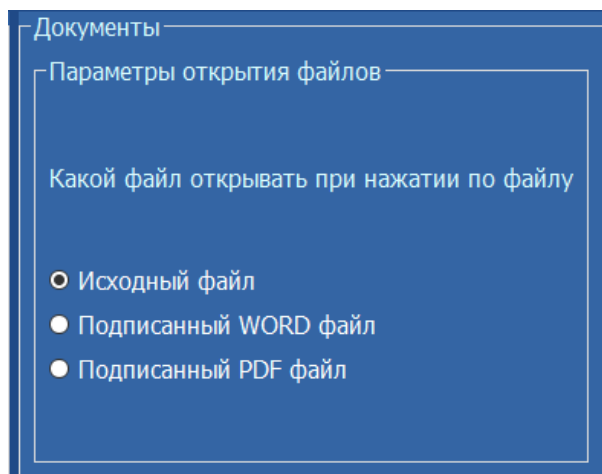 Документы
Параметры открытия файлов
Какой файл открывать при нажатии по файлу
Исходный файл
Подписанный WORD файл
Подписанный PDF файл